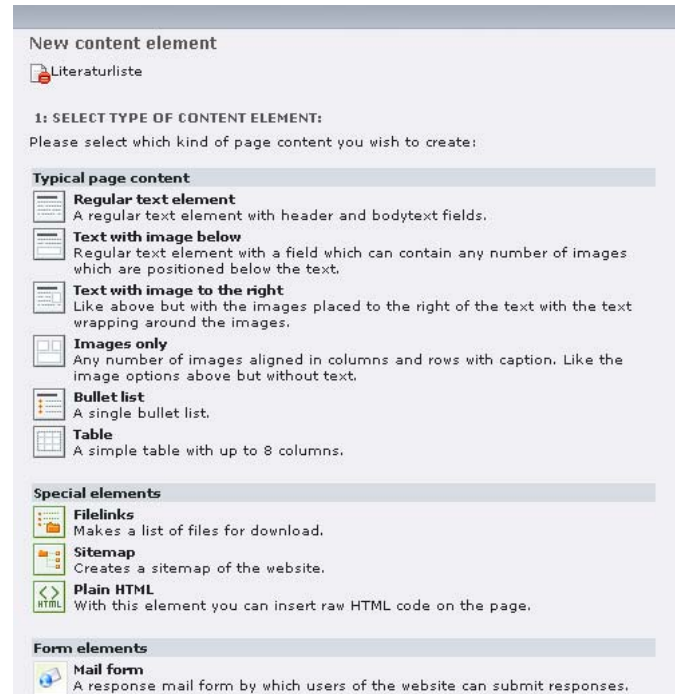 New content element
Literaturliste
1: SELECT TYPE OF CONTENT ELEMENT:
Please select which kind of page content you wish to create:
Typical page content
Regular text element
A regular text element with header and bodytext fields.
Text with image below
Regular text element with a field which can contain any number of images
which are positioned below the text.
Text with image to the right
Like above but with the images placed to the right of the text with the text
wrapping around the images.
Images only
Any number of images aligned in columns and rows with caption. Like the
image options above but without text.
Bullet list
A single bullet list.
Table
A simple table with up to 8 columns.
Special elements
Filelinks
Makes a list of files for download.
Sitemap
Creates a sitemap of the website.
HTML
Plain HTML
With this element you can insert raw HTML code on the page.
Form elements
Mail form
A response mail form by which users of the website can submit responses.